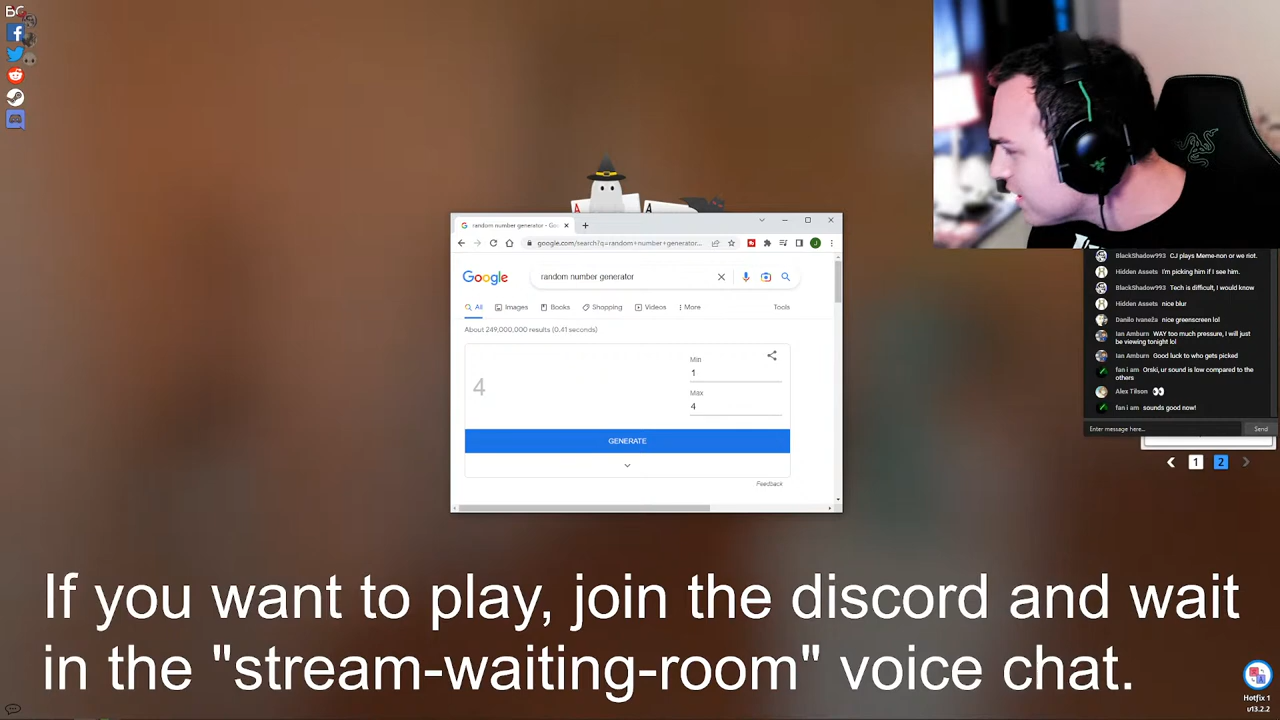 BC
random number generator - Goo
google.com/search?q=random+number+generator...
J
Google
random number generator
All
Images
Books
Shopping
Videos
More
Tools
About 249,000,000 results (0.41 seconds)
4
Min
1
Max
4
GENERATE
Feedback
A
A
BlackShadow993 CJ plays Meme-non or we riot.
Hidden Assets I'm picking him if I see him.
BlackShadow993 Tech is difficult, I would know
Hidden Assets nice blur
Danilo Ivaneža nice greenscreen lol
Ian Amburn WAY too much pressure, I will just
be viewing tonight lol
Ian Amburn Good luck to who gets picked
fan i am Orski, ur sound is low compared to the
others
Alex Tilson 👀
fan i am sounds good now!
Enter message here...
Send
1
2
If you want to play, join the discord and wait
in the "stream-waiting-room" voice chat.
Hotfix 1
v13.2.2